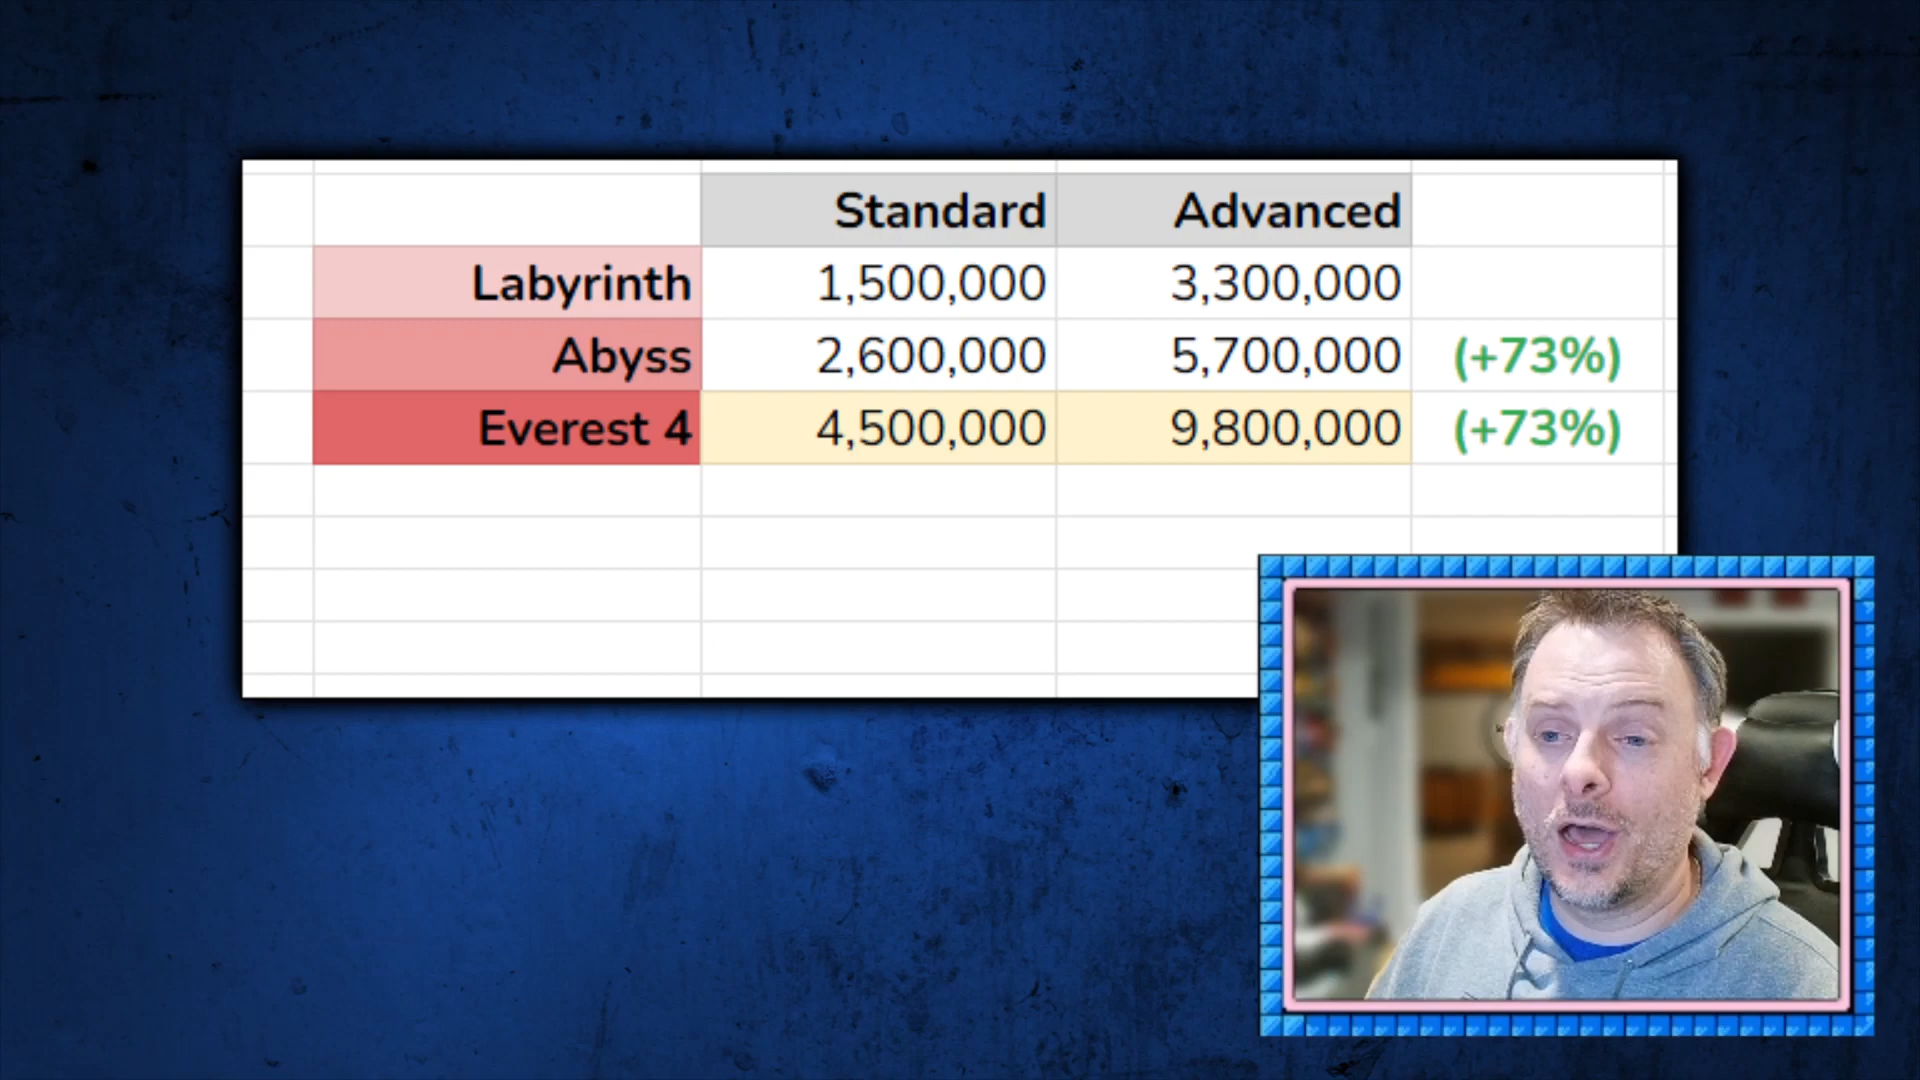 Standard Advanced
Labyrinth 1,500,000 3,300,000
Abyss 2,600,000 5,700,000 (+73%)
Everest 4 4,500,000 9,800,000 (+73%)